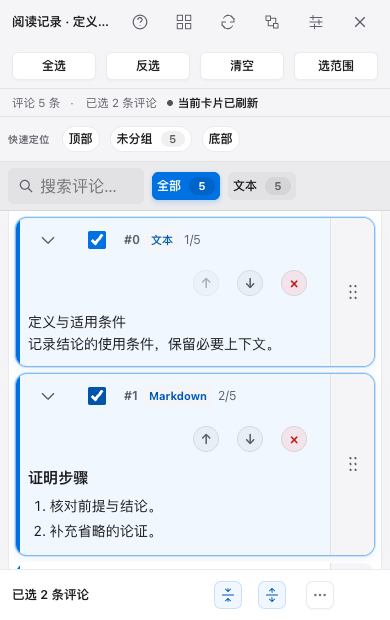 阅读记录 · 定义...
全选 反选 清空 选范围
评论 5 条 · 已选 2 条评论 ● 当前卡片已刷新
快速定位 顶部 未分组 5 底部
搜索评论... 全部 5 文本 5
#0 文本 1/5
定义与适用条件
记录结论的使用条件，保留必要上下文。
#1 Markdown 2/5
证明步骤
1. 核对前提与结论。
2. 补充省略的论证。
已选 2 条评论